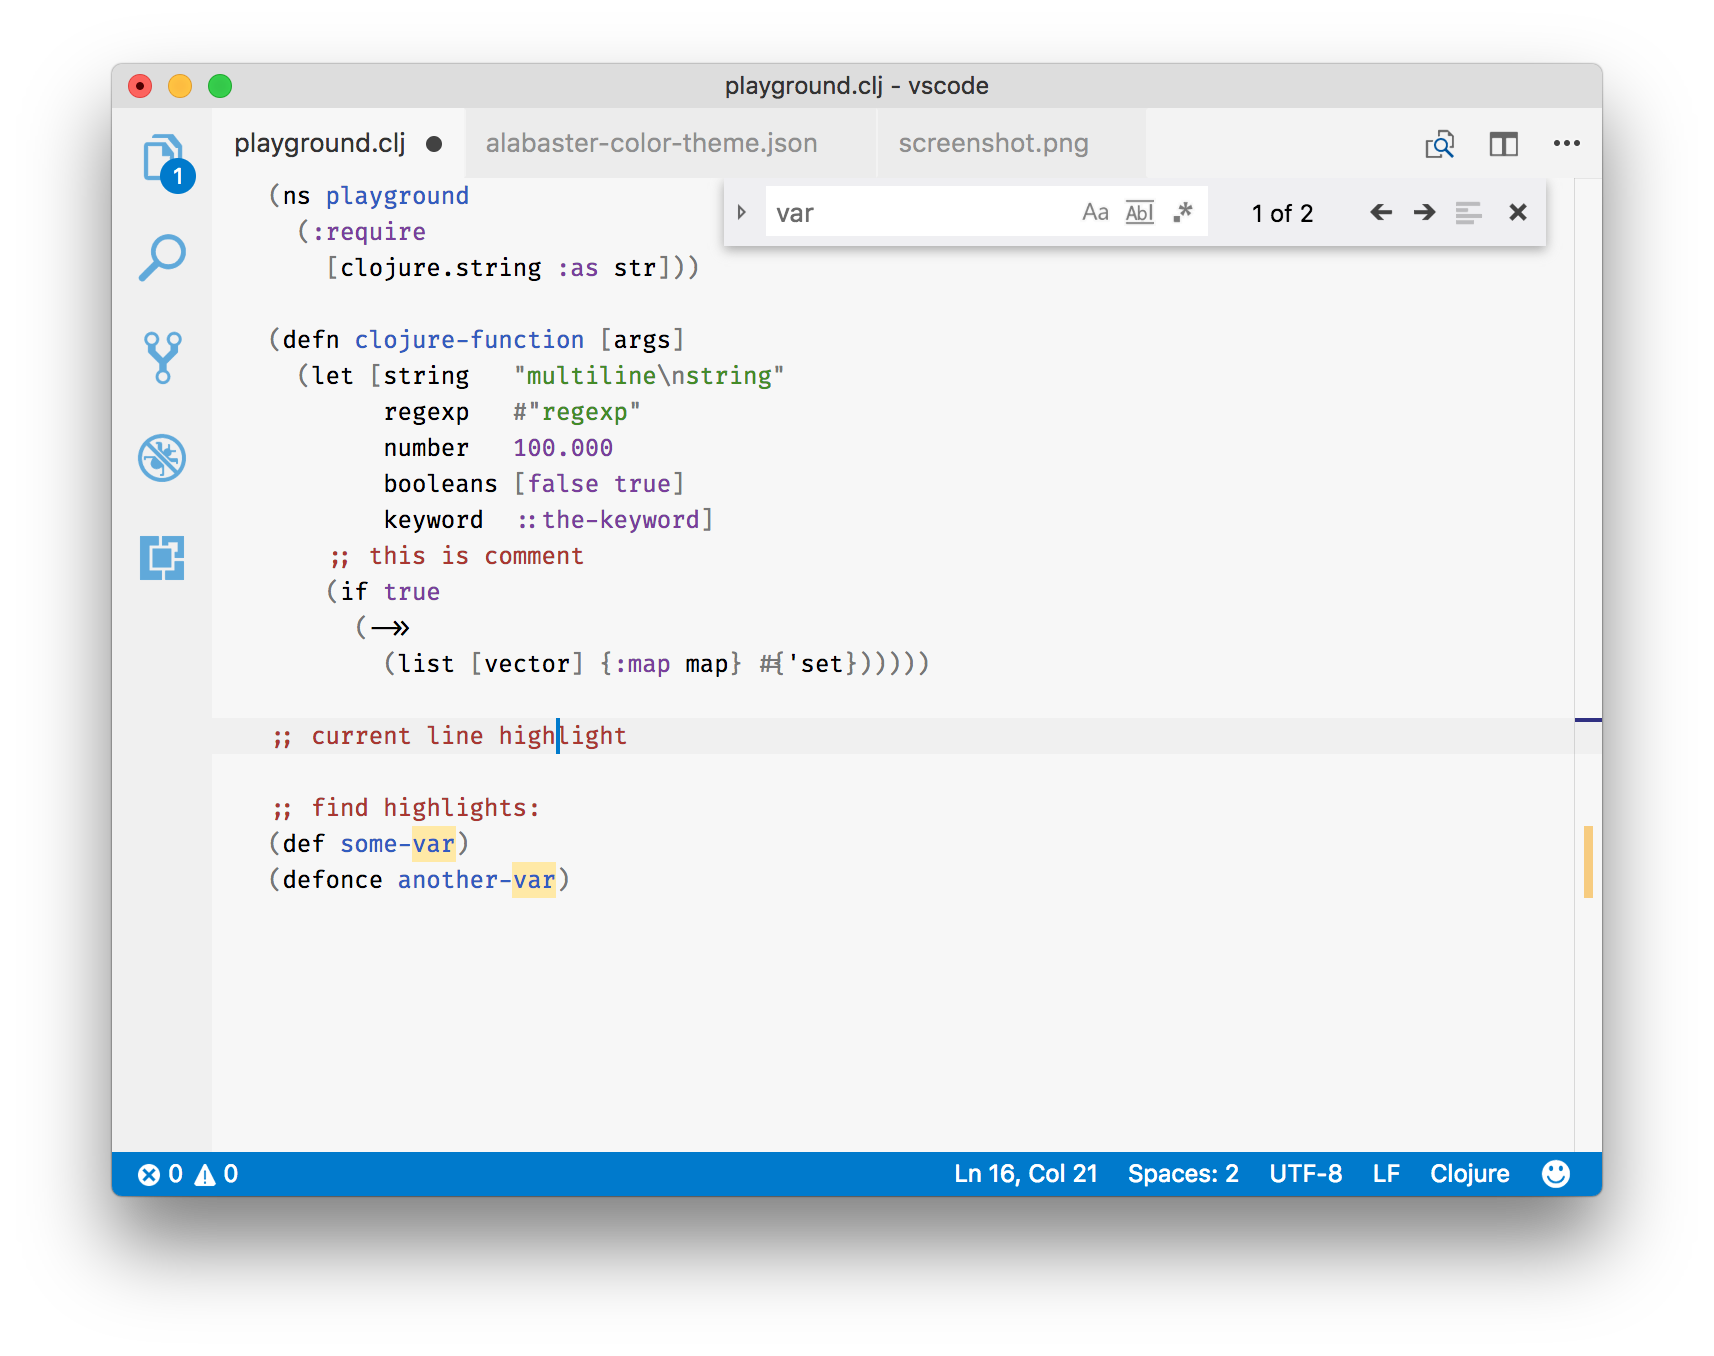 playground.clj - vscode
1
playground.clj ● alabaster-color-theme.json screenshot.png
var Aa Abl .* 1 of 2
(ns playground
  (:require
    [clojure.string :as str]))
(defn clojure-function [args]
  (let [string   "multiline\nstring"
        regexp   #"regexp"
        number   100.000
        booleans [false true]
        keyword  ::the-keyword]
    ;; this is comment
    (if true
      (->>
        (list [vector] {:map map} #{'set})))))
;; current line highlight
;; find highlights:
(def some-var)
(defonce another-var)
0 0 Ln 16, Col 21 Spaces: 2 UTF-8 LF Clojure